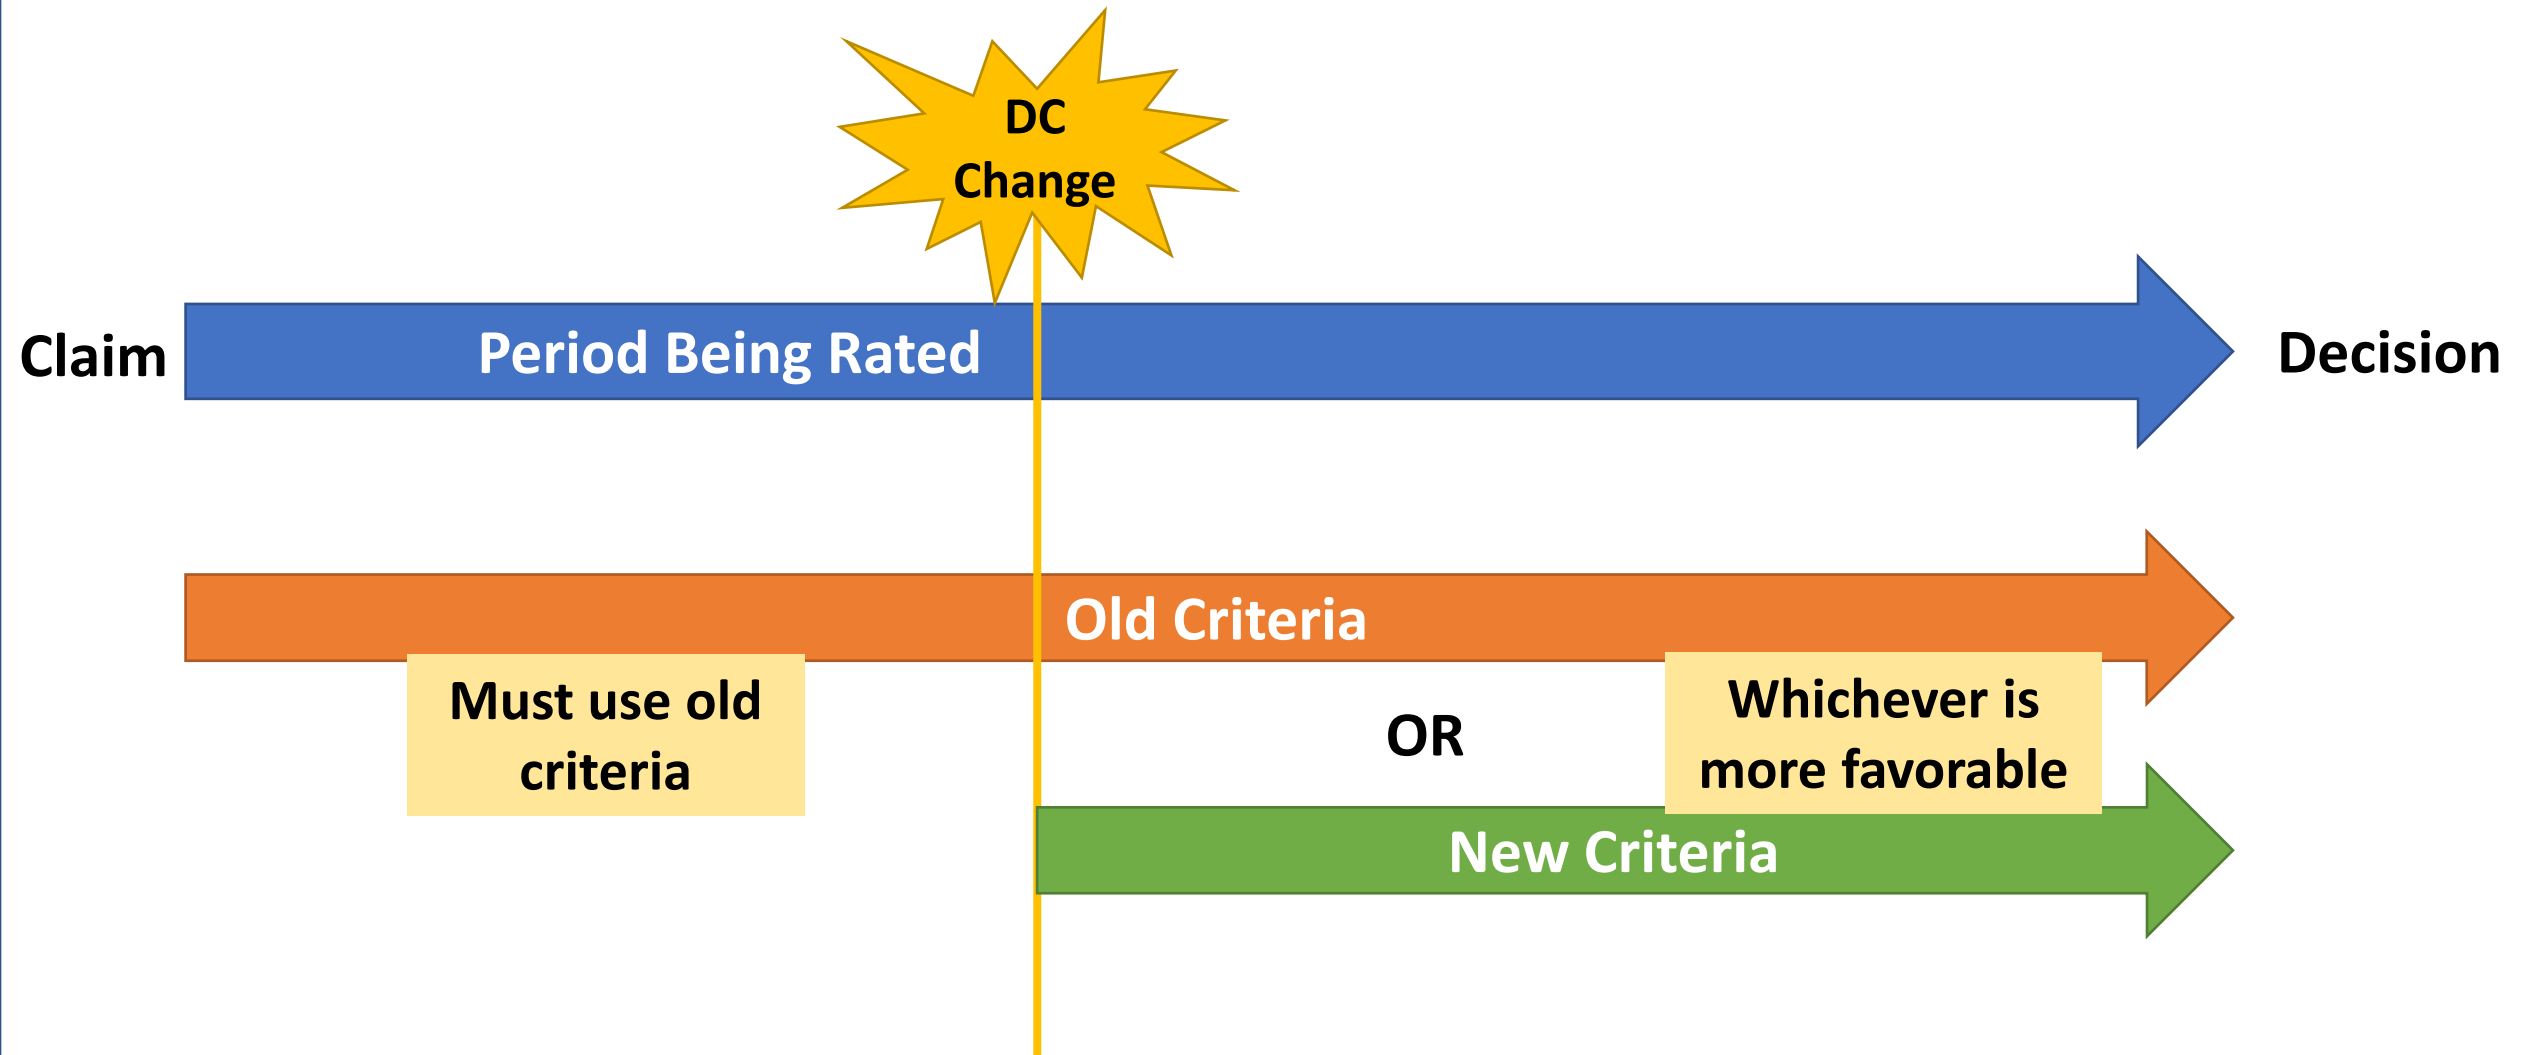 DC
Change
Claim
Period Being Rated
Decision
Old Criteria
Must use old
criteria
OR
Whichever is
more favorable
New Criteria